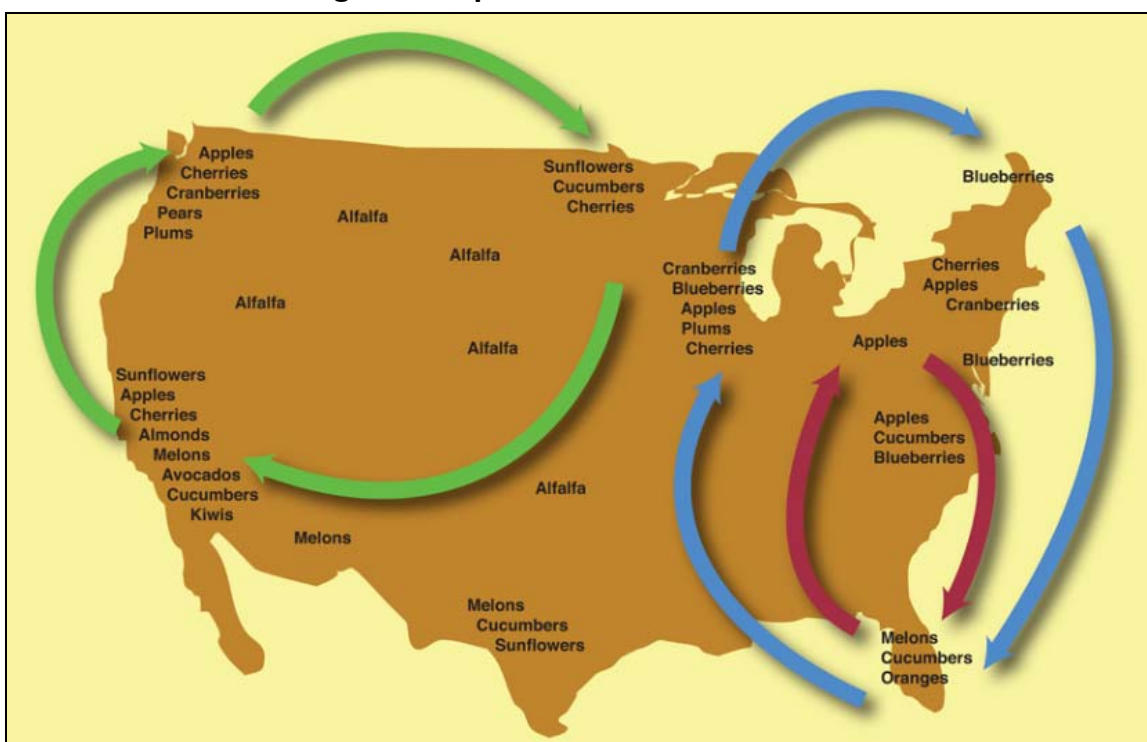 Apples
Cherries
Cranberries
Pears
Plums
Alfalfa
Alfalfa
Alfalfa
Alfalfa
Sunflowers
Cucumbers
Cherries
Cranberries
Blueberries
Apples
Plums
Cherries
Blueberries
Cherries
Apples
Cranberries
Apples
Blueberries
Apples
Cucumbers
Blueberries
Sunflowers
Apples
Cherries
Almonds
Melons
Avocados
Cucumbers
Kiwis
Alfalfa
Melons
Melons
Cucumbers
Sunflowers
Melons
Cucumbers
Oranges